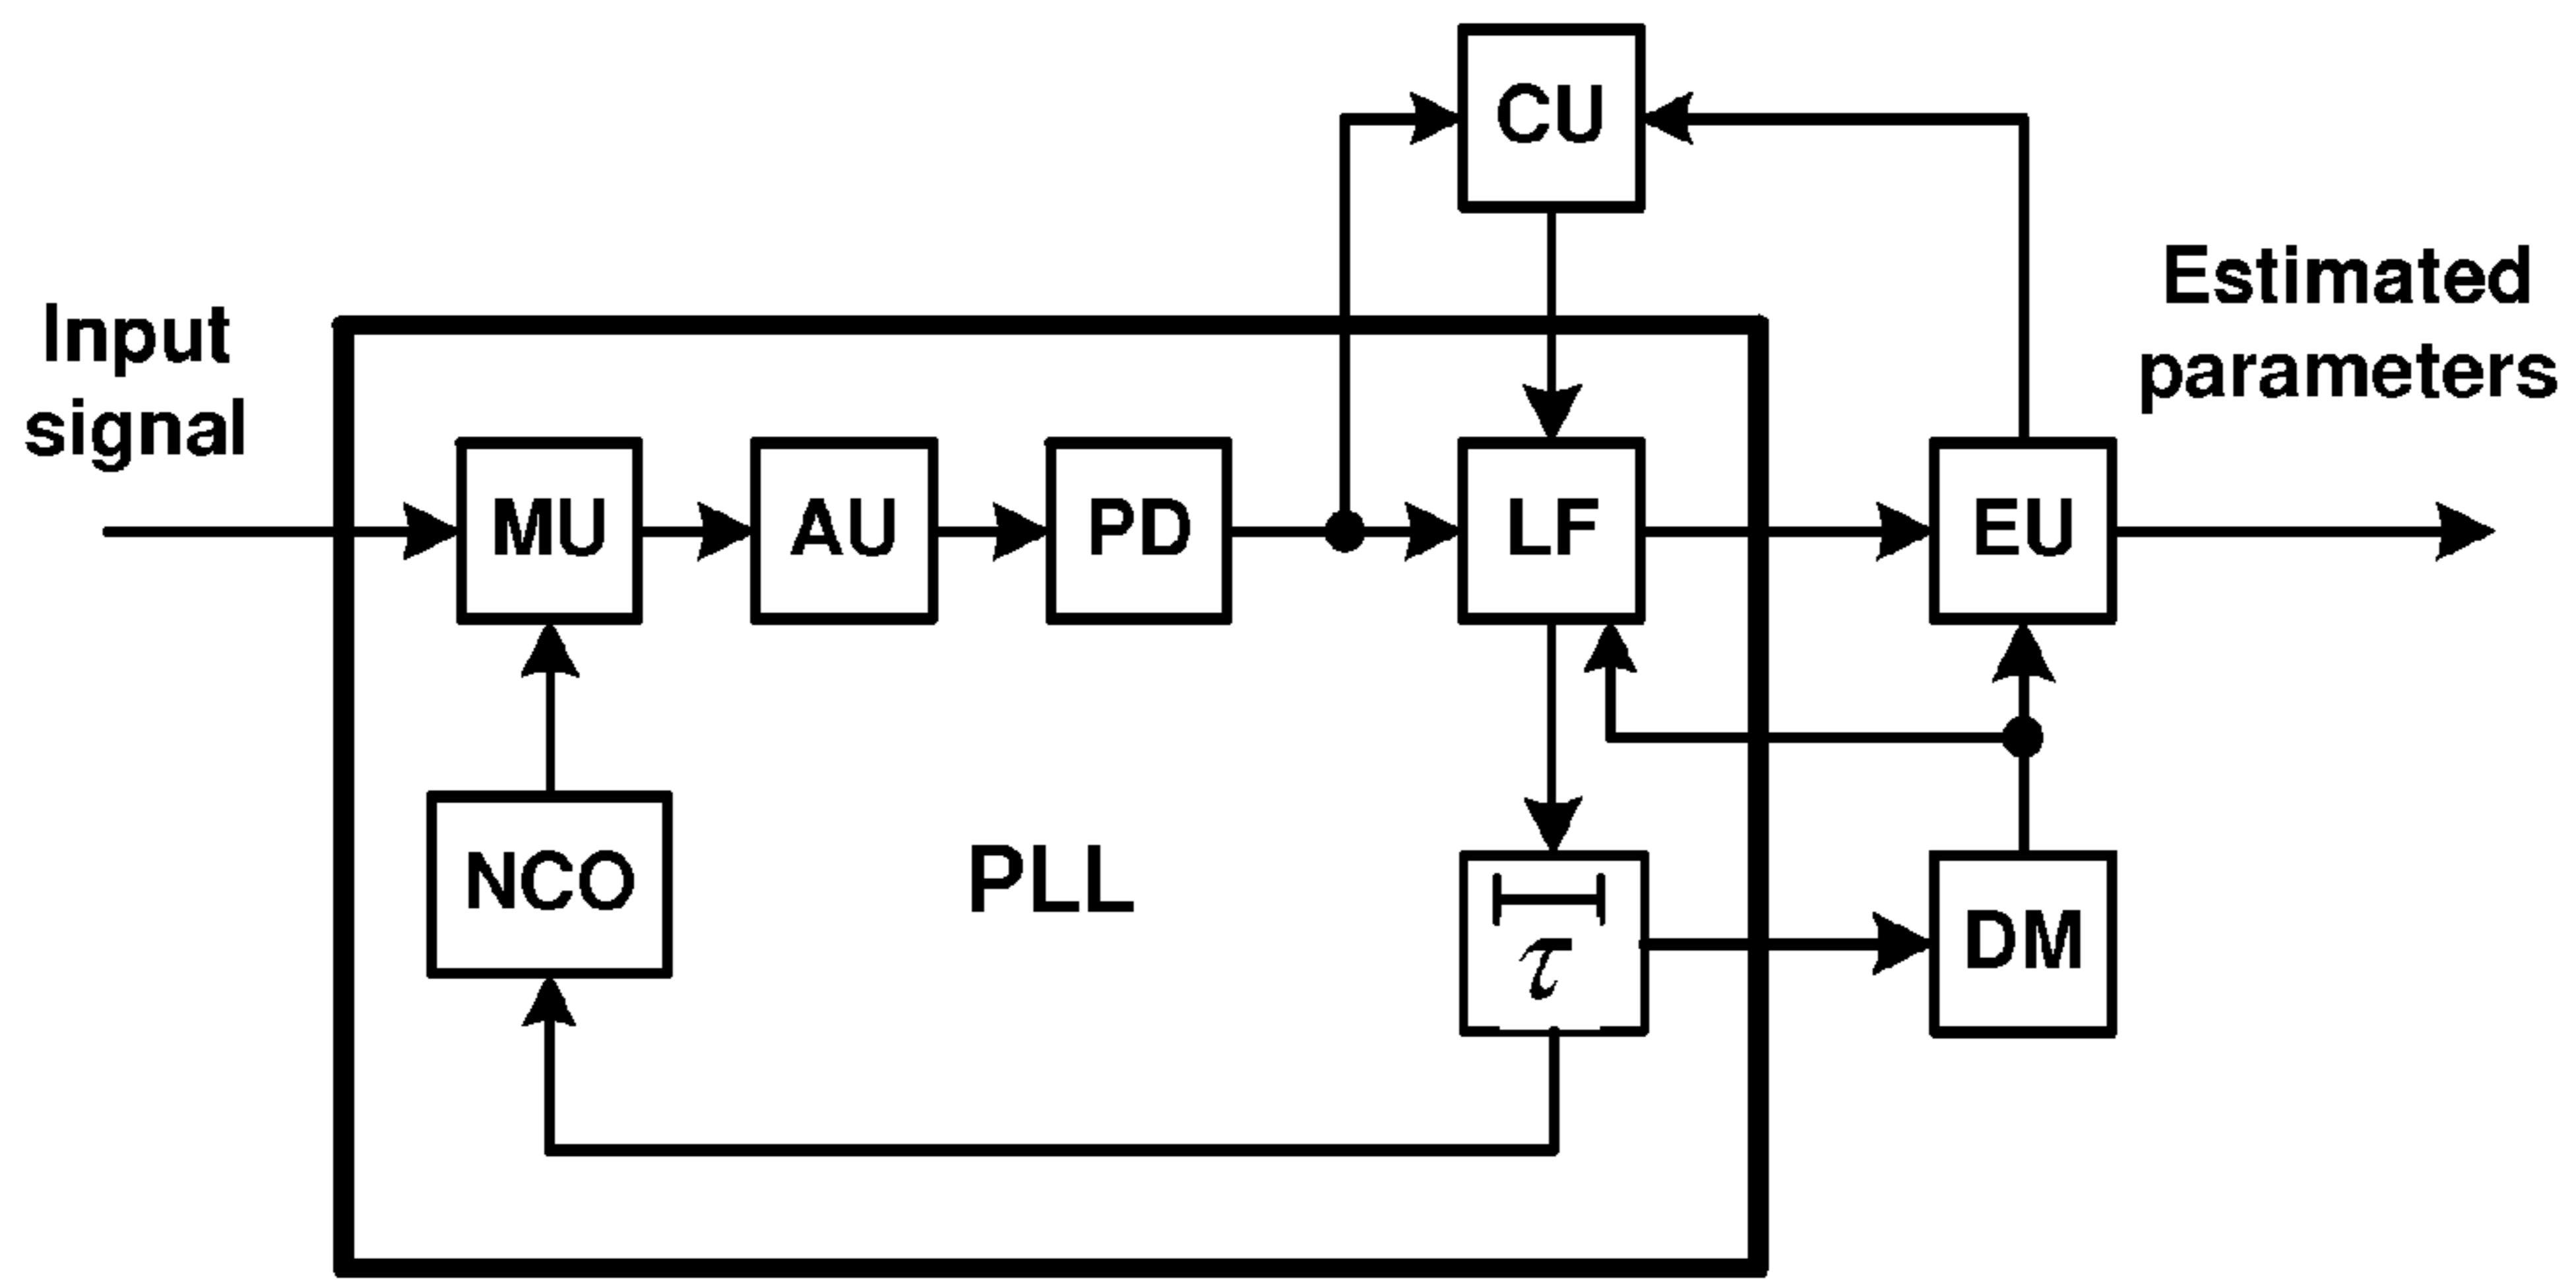 CU
Input
signal
Estimated
parameters
MU
AU
PD
LF
EU
NCO
PLL
τ
DM